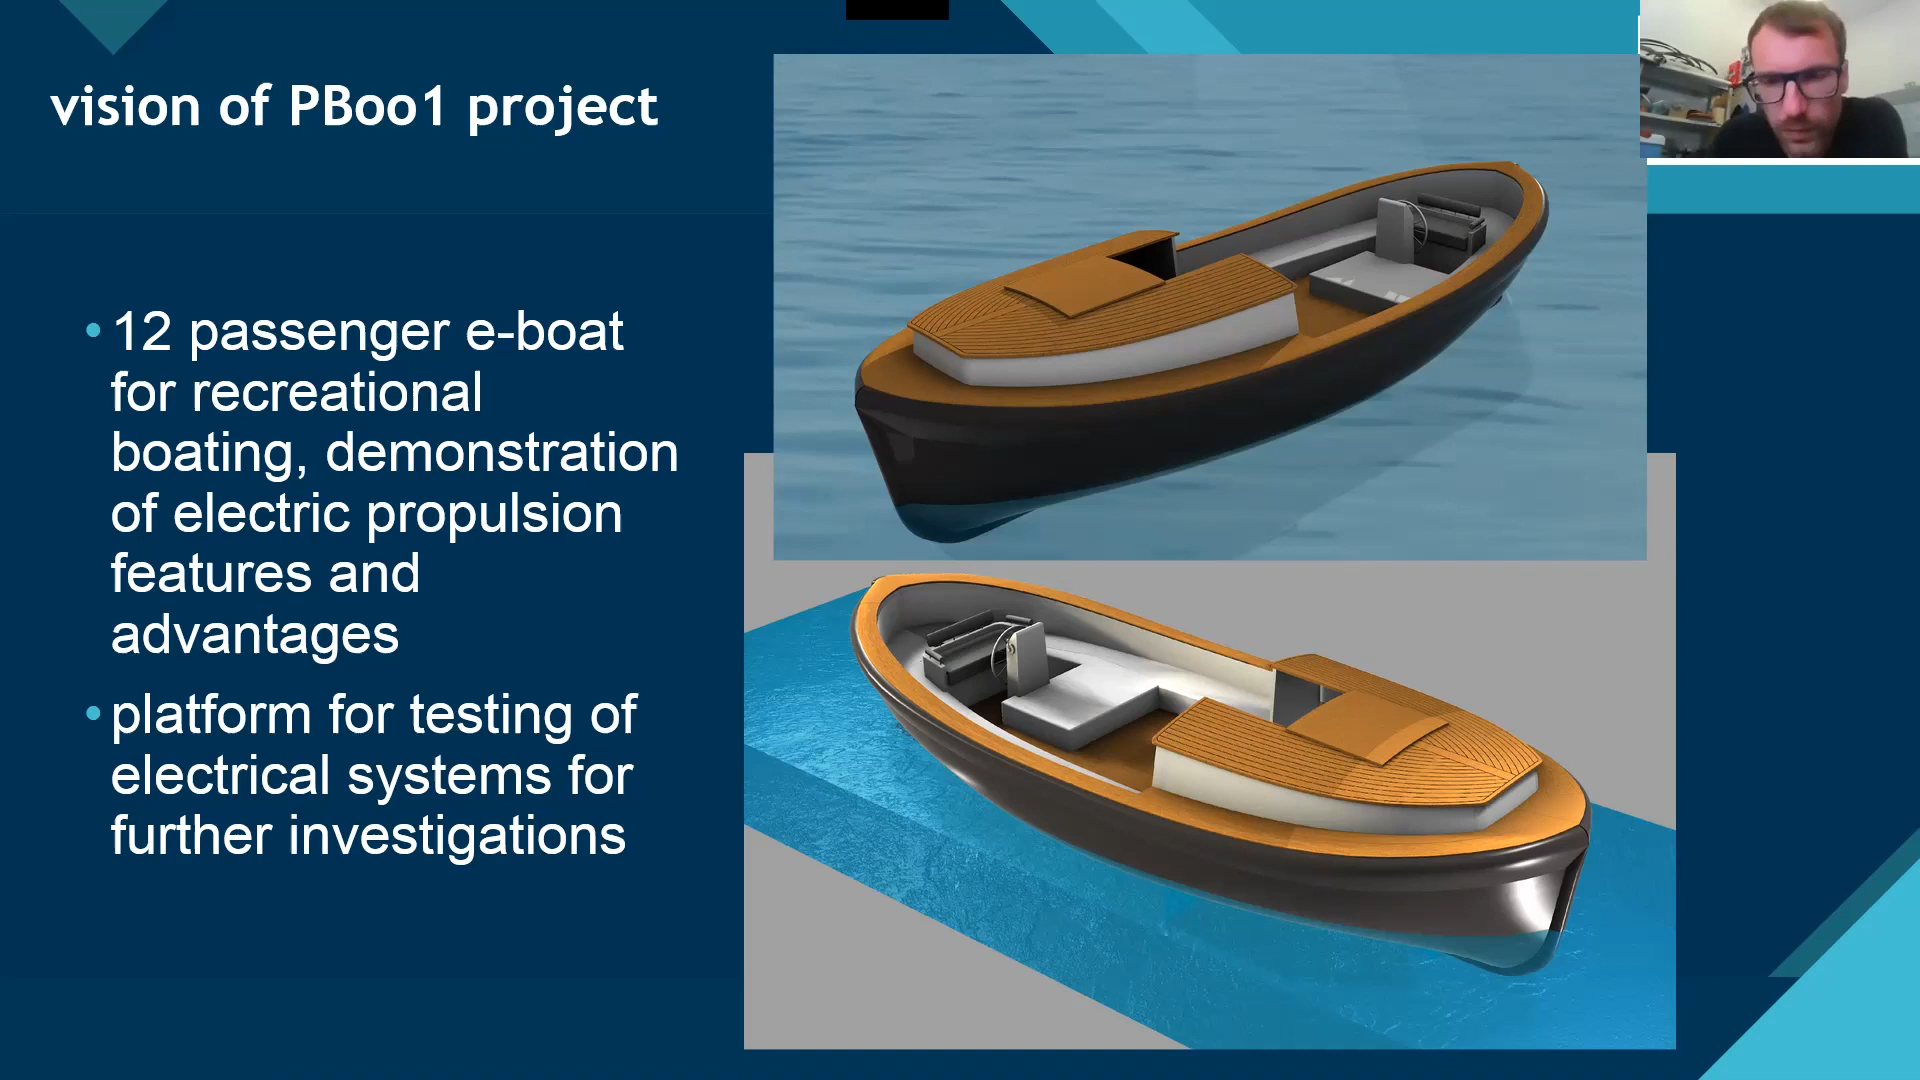 vision of PBoo1 project
• 12 passenger e-boat
for recreational
boating, demonstration
of electric propulsion
features and
advantages
• platform for testing of
electrical systems for
further investigations